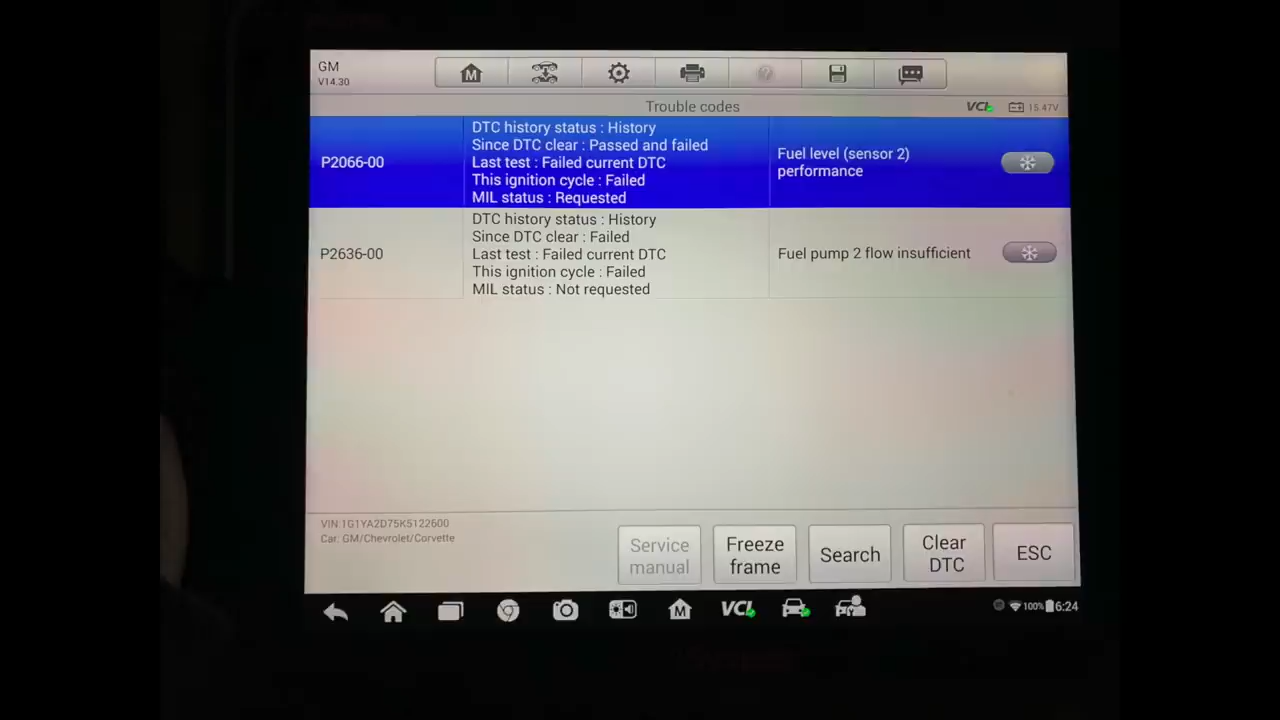 GM
V14.30
Trouble codes
VCI
15.47V
P2066-00
DTC history status : History
Since DTC clear : Passed and failed
Last test : Failed current DTC
This ignition cycle : Failed
MIL status : Requested
Fuel level (sensor 2)
performance
P2636-00
DTC history status : History
Since DTC clear : Failed
Last test : Failed current DTC
This ignition cycle : Failed
MIL status : Not requested
Fuel pump 2 flow insufficient
VIN 1G1YA2D75K5122600
Car: GM/Chevrolet/Corvette
Service
manual
Freeze
frame
Search
Clear
DTC
ESC
M
VCI
100%
6:24